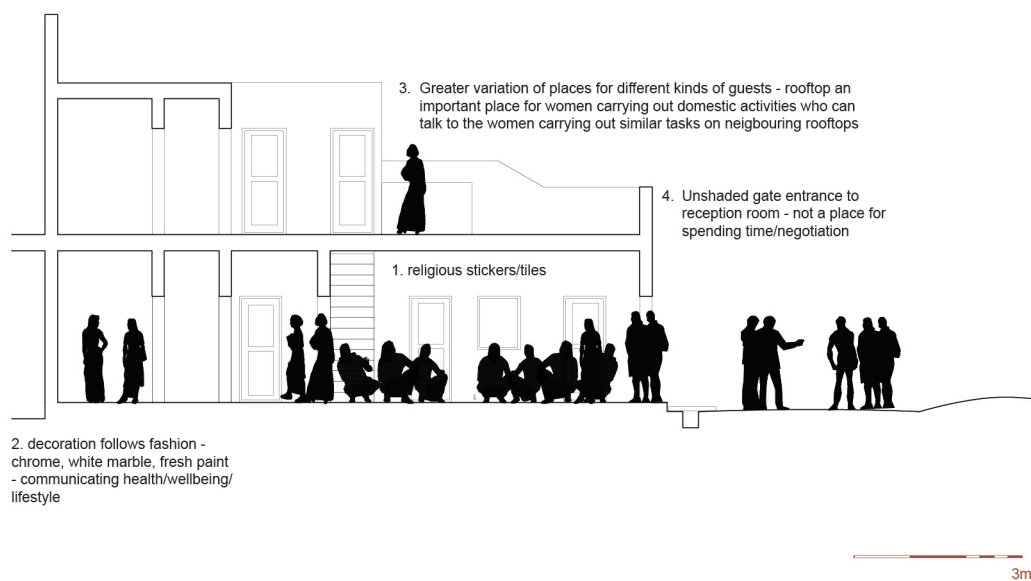 3. Greater variation of places for different kinds of guests - rooftop an
important place for women carrying out domestic activities who can
talk to the women carrying out similar tasks on neigbouring rooftops
4. Unshaded gate entrance to
reception room - not a place for
spending time/negotiation
1. religious stickers/tiles
2. decoration follows fashion -
chrome, white marble, fresh paint
- communicating health/wellbeing/
lifestyle
3m